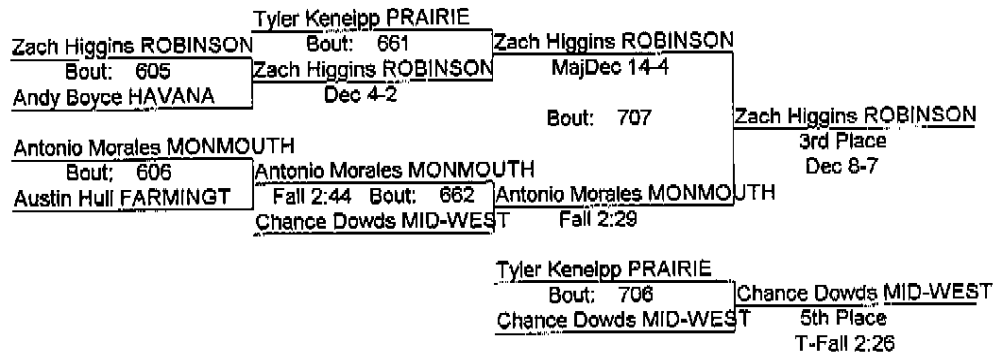 Tyler Keneipp PRAIRIE
Zach Higgins ROBINSON Bout: 661 Zach Higgins ROBINSON
Bout: 605 Zach Higgins ROBINSON MajDec 14-4
Andy Boyce HAVANA Dec 4-2
Bout: 707 Zach Higgins ROBINSON
Antonio Morales MONMOUTH 3rd Place
Bout: 606 Antonio Morales MONMOUTH Dec 8-7
Austin Hull FARMINGT Fall 2:44 Bout: 662 Antonio Morales MONMOUTH
Chance Dowds MID-WEST Fall 2:29
Tyler Keneipp PRAIRIE
Bout: 706 Chance Dowds MID-WEST
Chance Dowds MID-WEST 5th Place
T-Fall 2:26